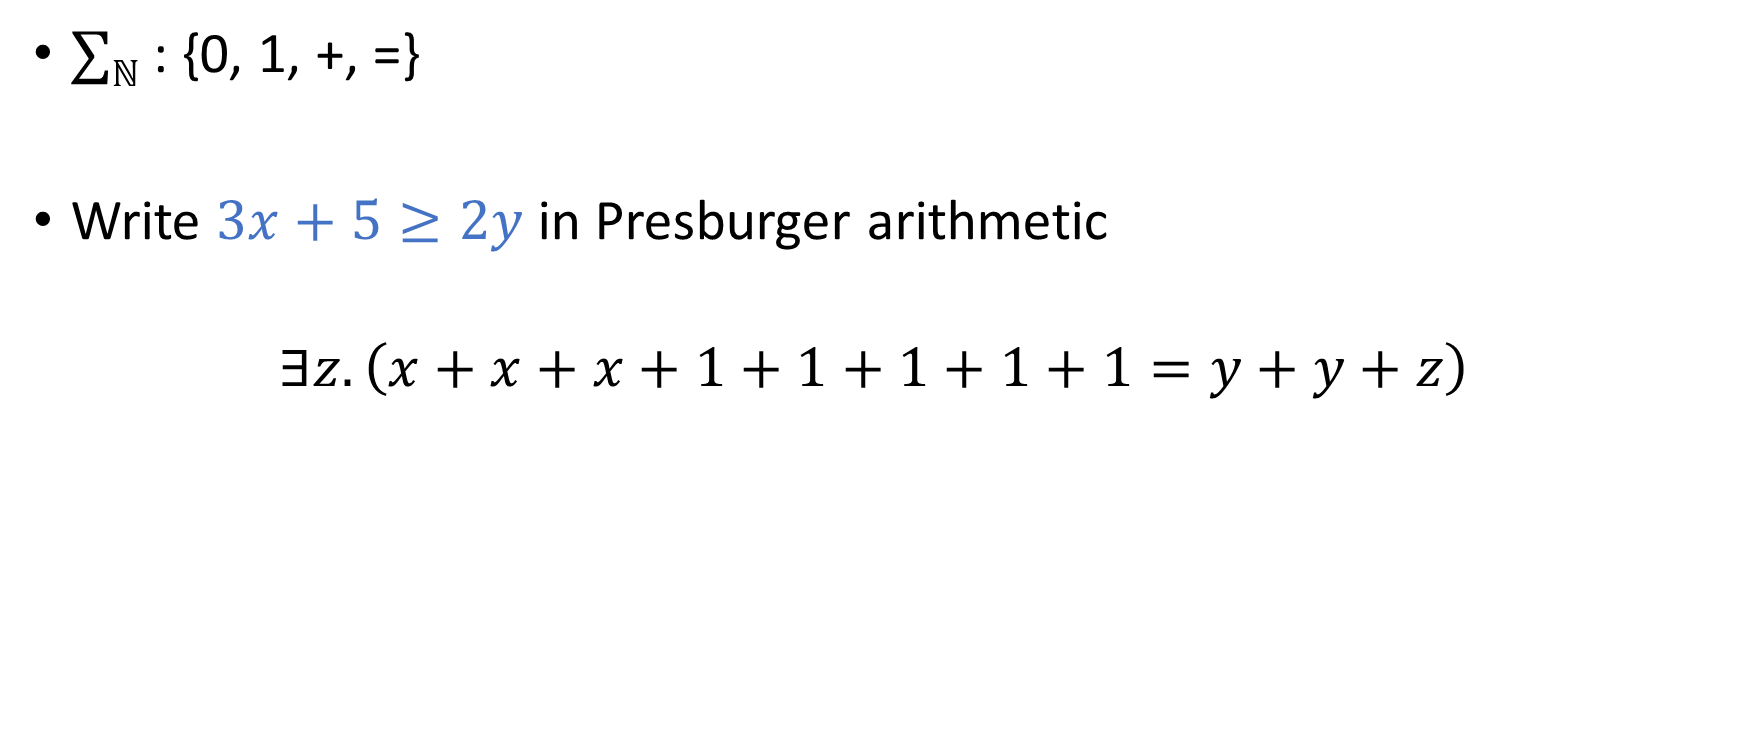 • ∑ℕ : {0, 1, +, =}
• Write 3x + 5 ≥ 2y in Presburger arithmetic
∃z. (x + x + x + 1 + 1 + 1 + 1 + 1 = y + y + z)